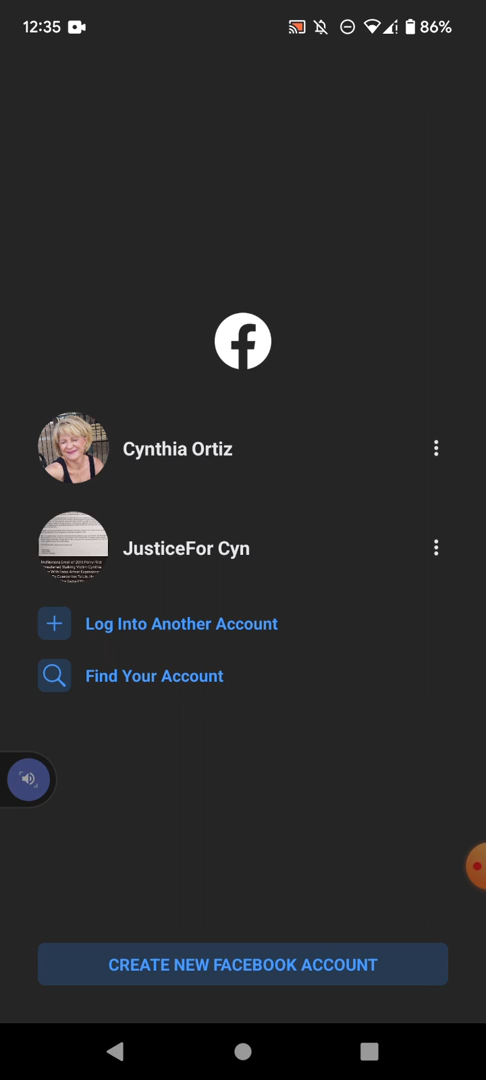 12:35
86%
Cynthia Ortiz
JusticeFor Cyn
Log Into Another Account
Find Your Account
CREATE NEW FACEBOOK ACCOUNT